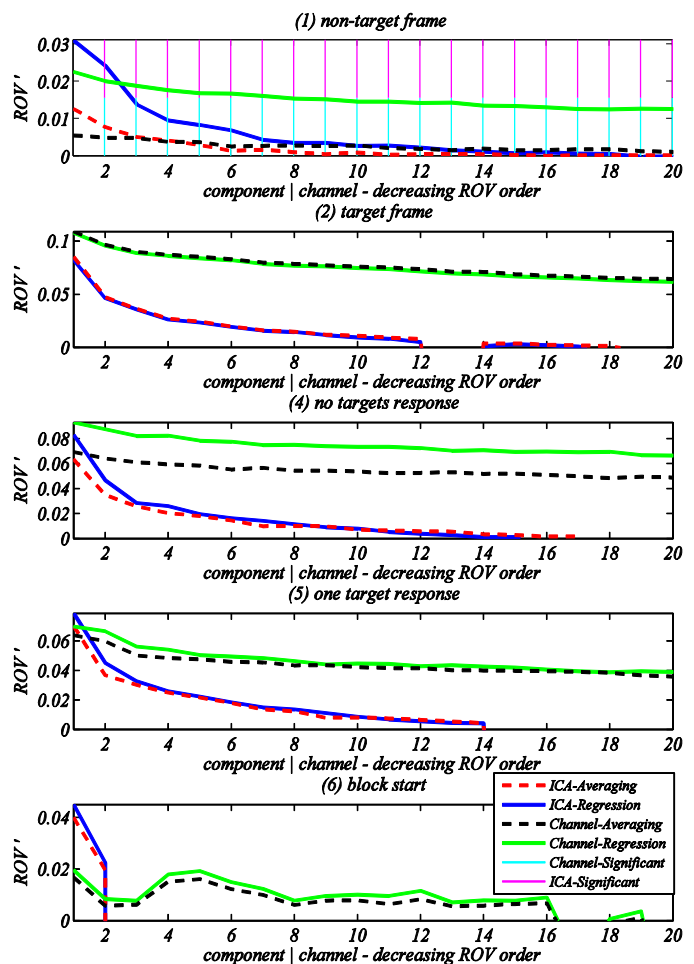 (1) non-target frame
ROV '
0.03
0.02
0.01
0
2 4 6 8 10 12 14 16 18 20
component | channel - decreasing ROV order
(2) target frame
ROV '
0.1
0.05
0
2 4 6 8 10 12 14 16 18 20
component | channel - decreasing ROV order
(4) no targets response
ROV '
0.08
0.06
0.04
0.02
0
2 4 6 8 10 12 14 16 18 20
component | channel - decreasing ROV order
(5) one target response
ROV '
0.06
0.04
0.02
0
2 4 6 8 10 12 14 16 18 20
component | channel - decreasing ROV order
(6) block start
ROV '
0.04
0.02
0
2 4 6 8 10 12 14 16 18 20
component | channel - decreasing ROV order
ICA-Averaging
ICA-Regression
Channel-Averaging
Channel-Regression
Channel-Significant
ICA-Significant